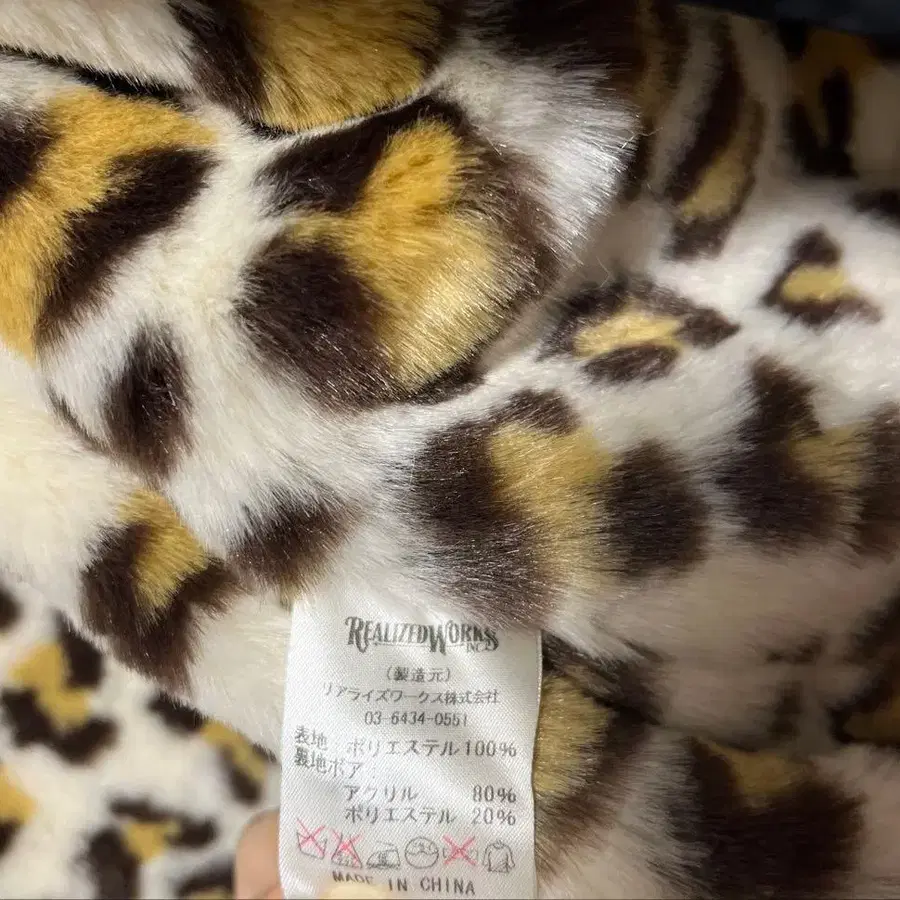 REALIZEDWORKS INC.
(製造元)
リアライズワークス株式会社
03-6434-0551
表地:ポリエステル100%
裏地ボア:
アクリル 80%
ポリエステル 20%
MADE IN CHINA